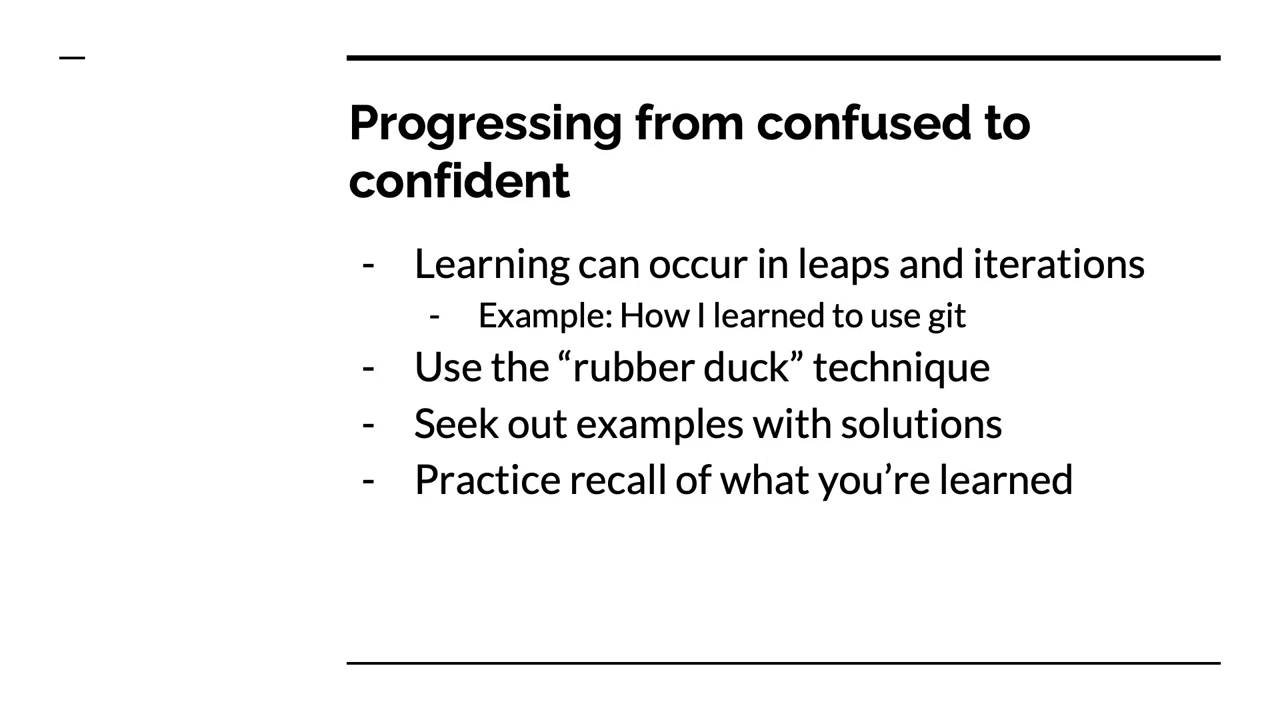 Progressing from confused to
confident
- Learning can occur in leaps and iterations
- Example: How I learned to use git
- Use the “rubber duck” technique
- Seek out examples with solutions
- Practice recall of what you’re learned